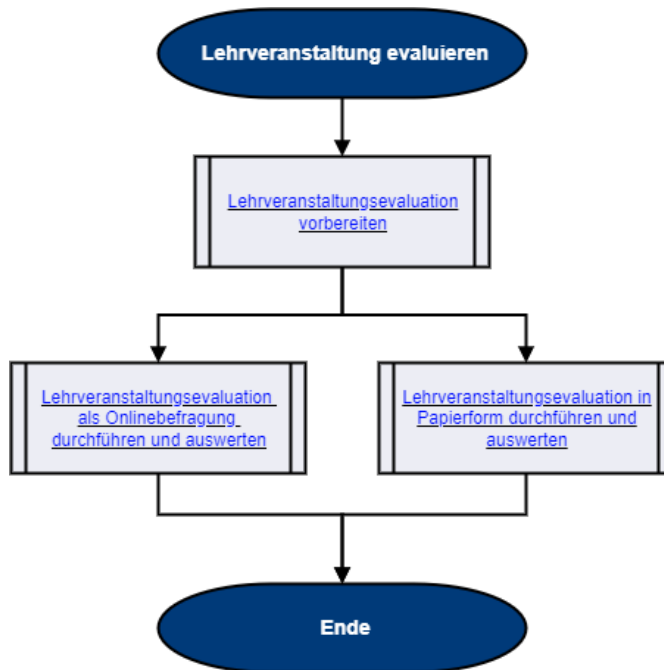 Lehrveranstaltung evaluieren
Lehrveranstaltungsevaluation
vorbereiten
Lehrveranstaltungsevaluation
als Onlinebefragung
durchführen und auswerten
Lehrveranstaltungsevaluation in
Papierform durchführen und
auswerten
Ende